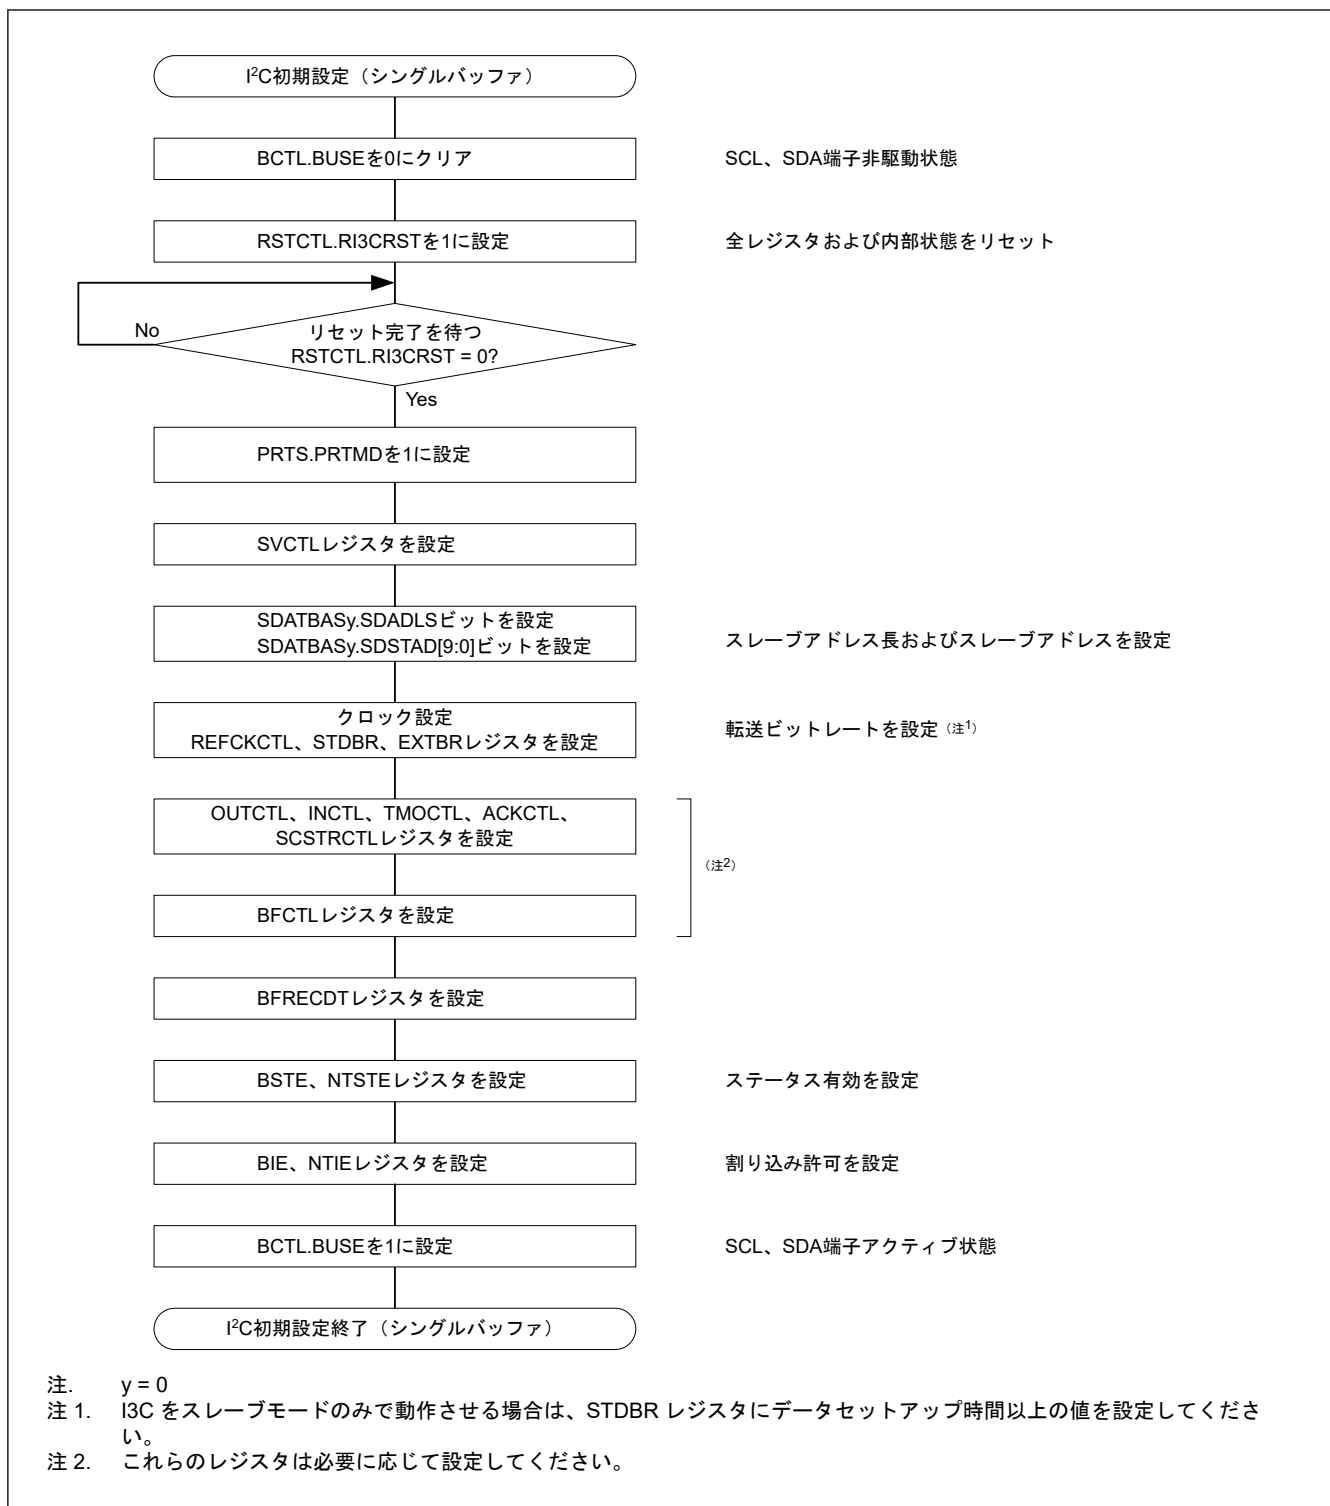 I²C初期設定（シングルバッファ）
BCTL.BUSEを0にクリア
SCL、SDA端子非駆動状態
RSTCTL.RI3CRSTを1に設定
全レジスタおよび内部状態をリセット
No
リセット完了を待つ
RSTCTL.RI3CRST = 0?
Yes
PRTS.PRTMDを1に設定
SVCTLレジスタを設定
SDATBASy.SDADLSビットを設定
SDATBASy.SDSTAD[9:0]ビットを設定
スレーブアドレス長およびスレーブアドレスを設定
クロック設定
REFCKCTL、STDBR、EXTBRレジスタを設定
転送ビットレートを設定（注1）
OUTCTL、INCTL、TMOCTL、ACKCTL、
SCSTRCTLレジスタを設定
（注2）
BFCTLレジスタを設定
BFRECDTレジスタを設定
BSTE、NTSTEレジスタを設定
ステータス有効を設定
BIE、NTIEレジスタを設定
割り込み許可を設定
BCTL.BUSEを1に設定
SCL、SDA端子アクティブ状態
I²C初期設定終了（シングルバッファ）
注. y = 0
注 1. I3C をスレーブモードのみで動作させる場合は、STDBR レジスタにデータセットアップ時間以上の値を設定してくださ
い。
注 2. これらのレジスタは必要に応じて設定してください。